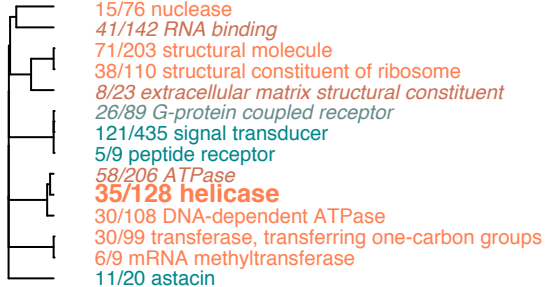 15/76 nuclease
41/142 RNA binding
71/203 structural molecule
38/110 structural constituent of ribosome
8/23 extracellular matrix structural constituent
26/89 G-protein coupled receptor
121/435 signal transducer
5/9 peptide receptor
58/206 ATPase
35/128 helicase
30/108 DNA-dependent ATPase
30/99 transferase, transferring one-carbon groups
6/9 mRNA methyltransferase
11/20 astacin